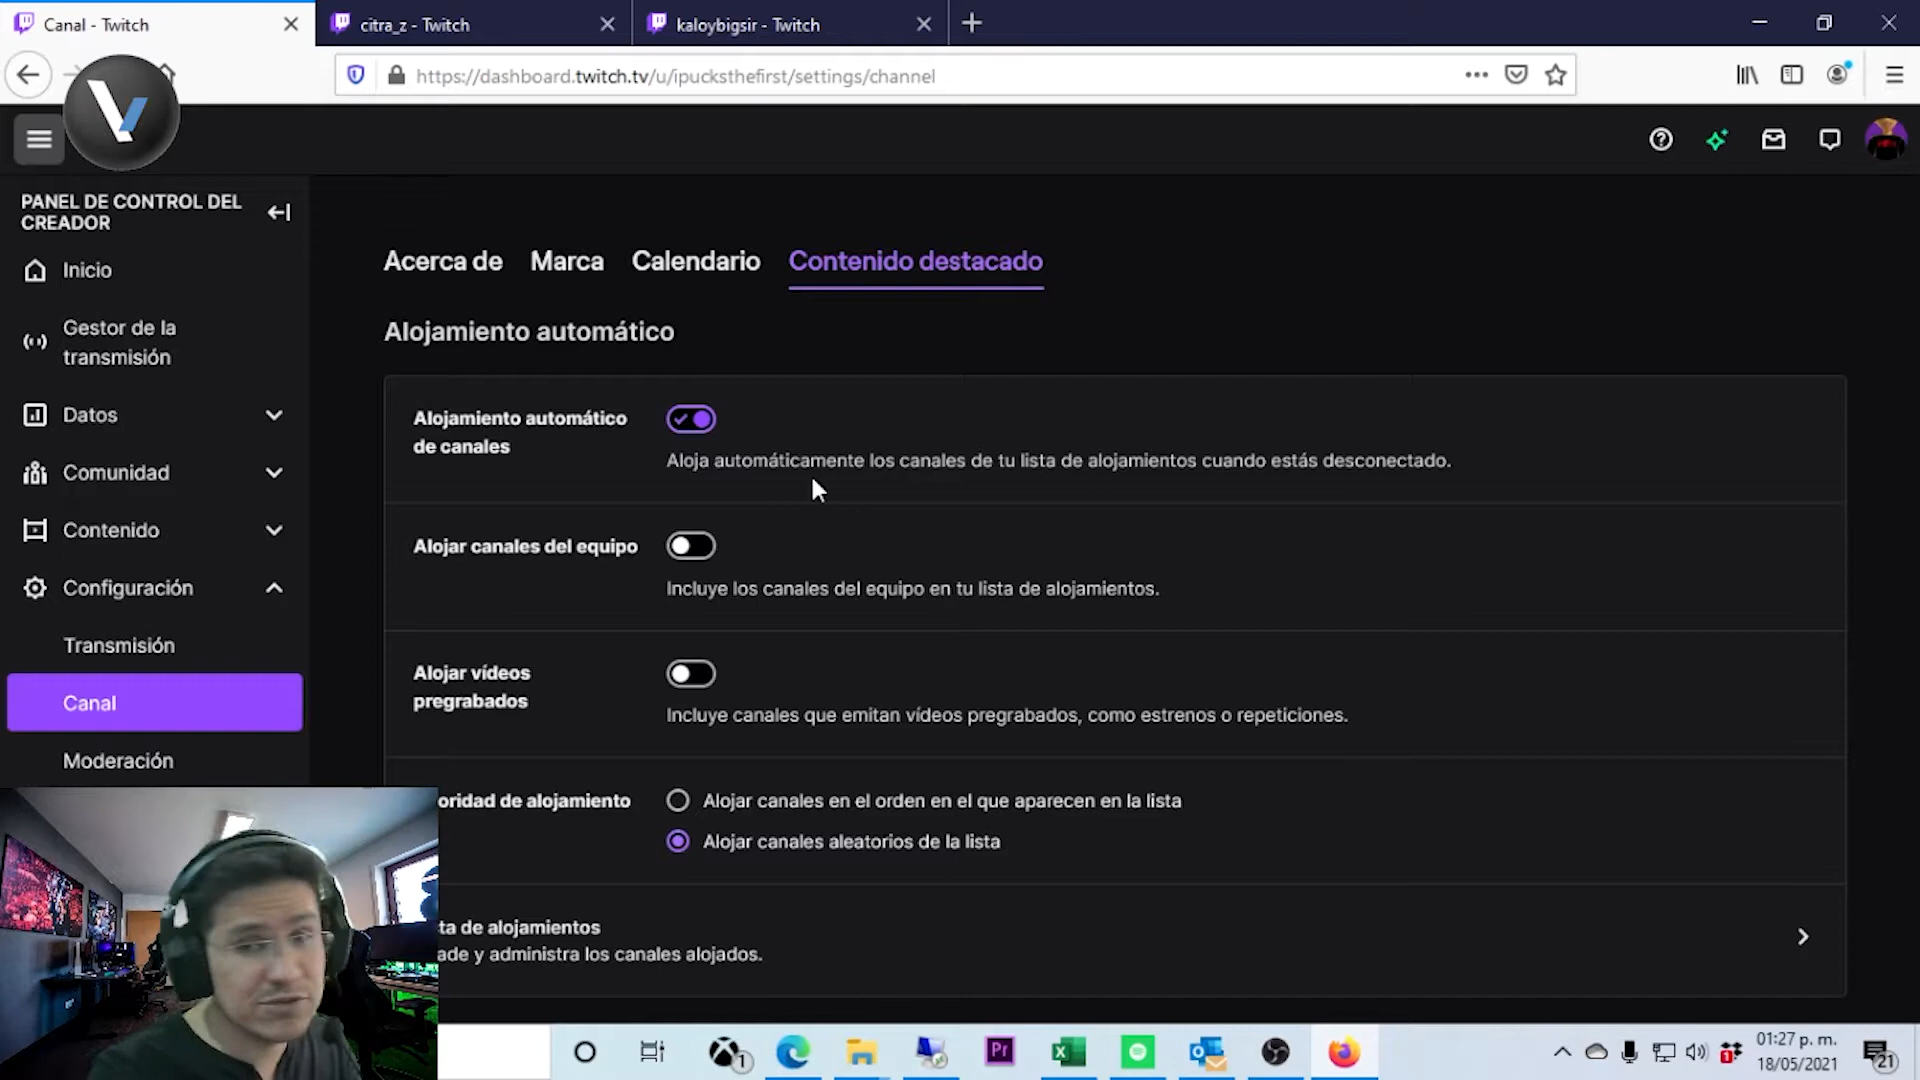 Canal - Twitch
citra_z - Twitch
kaloybigsir - Twitch
https://dashboard.twitch.tv/u/ipucksthefirst/settings/channel
PANEL DE CONTROL DEL
CREADOR
Inicio
Gestor de la
transmisión
Datos
Comunidad
Contenido
Configuración
Transmisión
Canal
Moderación
Acerca de
Marca
Calendario
Contenido destacado
Alojamiento automático
Alojamiento automático
de canales
Aloja automáticamente los canales de tu lista de alojamientos cuando estás desconectado.
Alojar canales del equipo
Incluye los canales del equipo en tu lista de alojamientos.
Alojar vídeos
pregrabados
Incluye canales que emitan vídeos pregrabados, como estrenos o repeticiones.
oridad de alojamiento
Alojar canales en el orden en el que aparecen en la lista
Alojar canales aleatorios de la lista
ta de alojamientos
ade y administra los canales alojados.
1
Pr
1
01:27 p. m.
18/05/2021
21